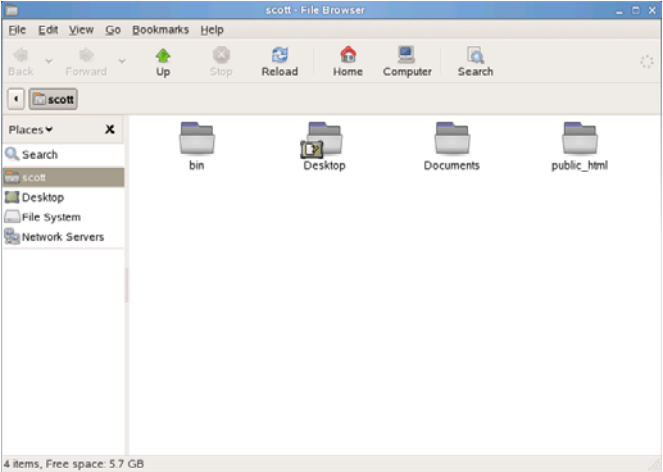 scott - File Browser
File Edit View Go Bookmarks Help
Back Forward Up Stop Reload Home Computer Search
scott
Places
Search
scott
Desktop
File System
Network Servers
bin Desktop Documents public_html
4 items, Free space: 5.7 GB